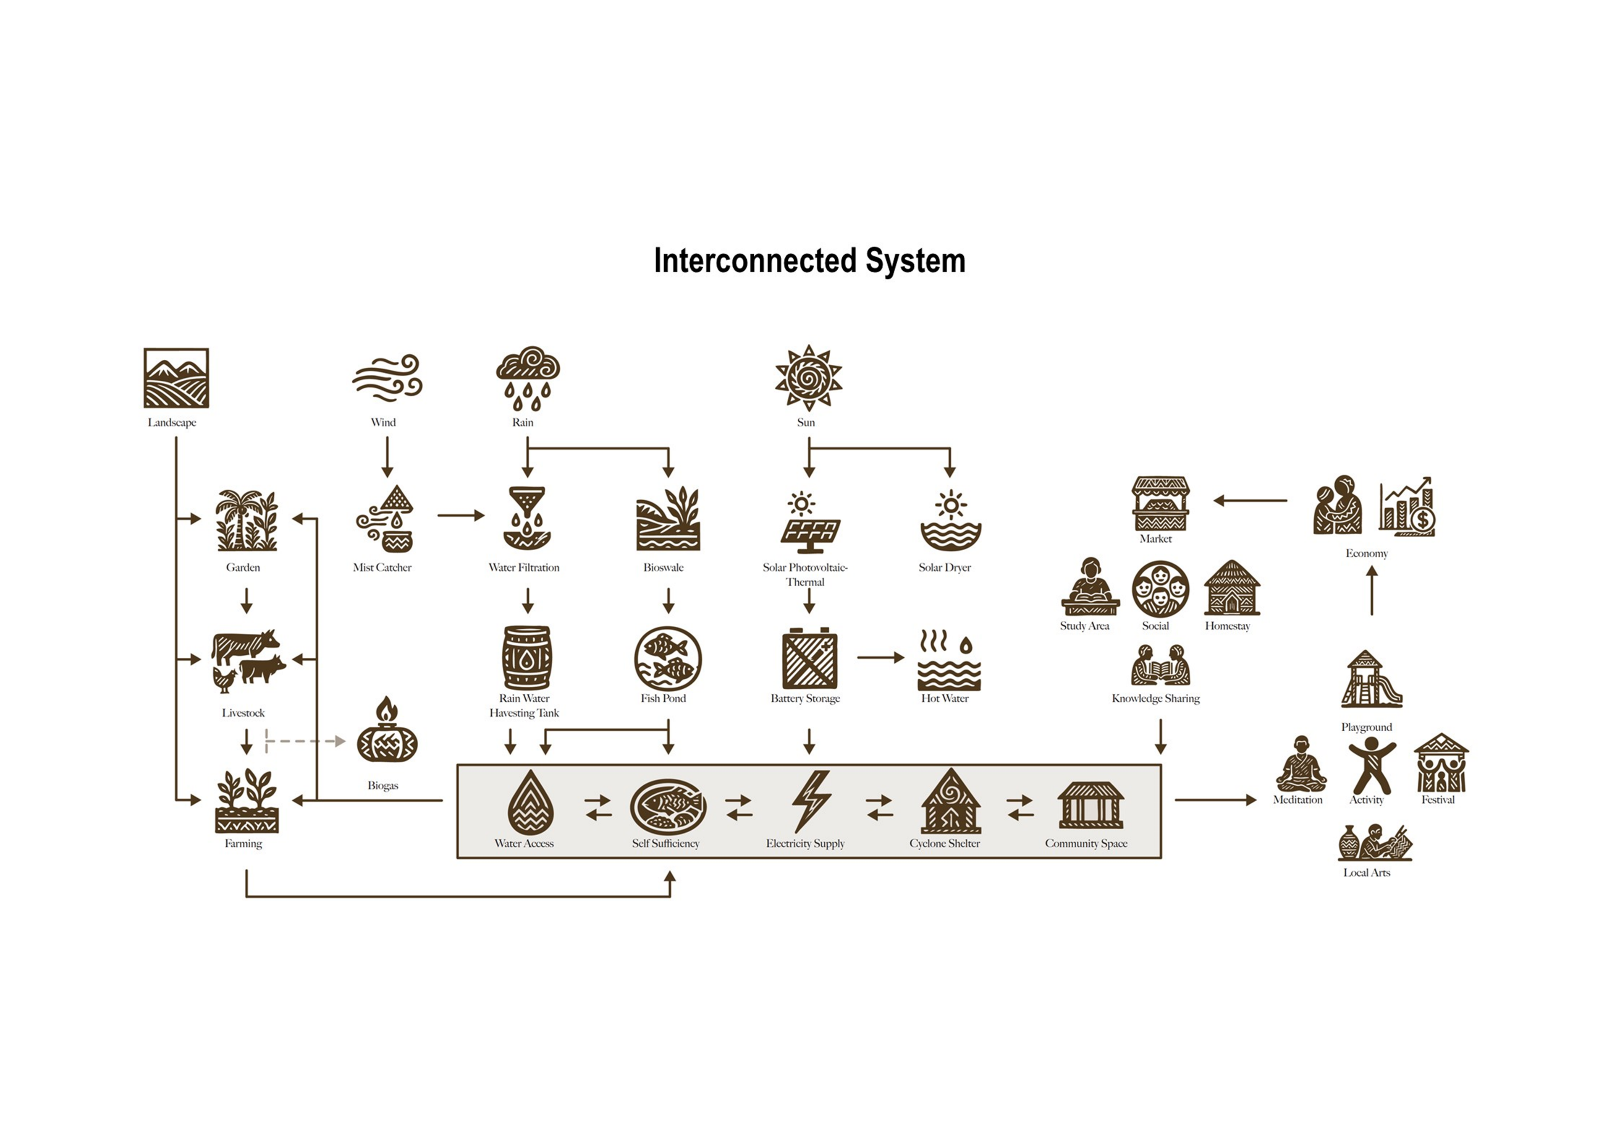 Interconnected System
Landscape
Wind
Rain
Sun
Garden
Mist Catcher
Water Filtration
Bioswale
Solar Photovoltaic-
Thermal
Solar Dryer
Market
Economy
Study Area
Social
Homestay
Livestock
Rain Water
Havesting Tank
Fish Pond
Battery Storage
Hot Water
Knowledge Sharing
Playground
Biogas
Meditation
Activity
Festival
Farming
Water Access
Self Sufficiency
Electricity Supply
Cyclone Shelter
Community Space
Local Arts